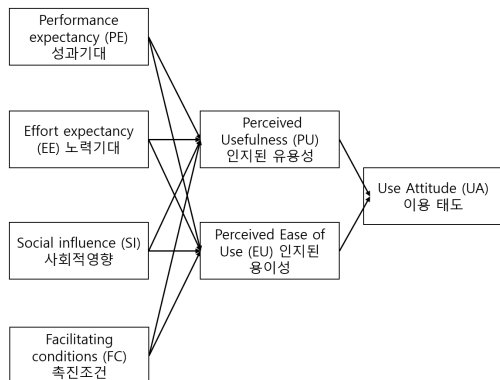 Performance
expectancy (PE)
성과기대
Effort expectancy
(EE) 노력기대
Social influence (SI)
사회적영향
Facilitating
conditions (FC)
촉진조건
Perceived
Usefulness (PU)
인지된 유용성
Perceived Ease of
Use (EU) 인지된
용이성
Use Attitude (UA)
이용 태도